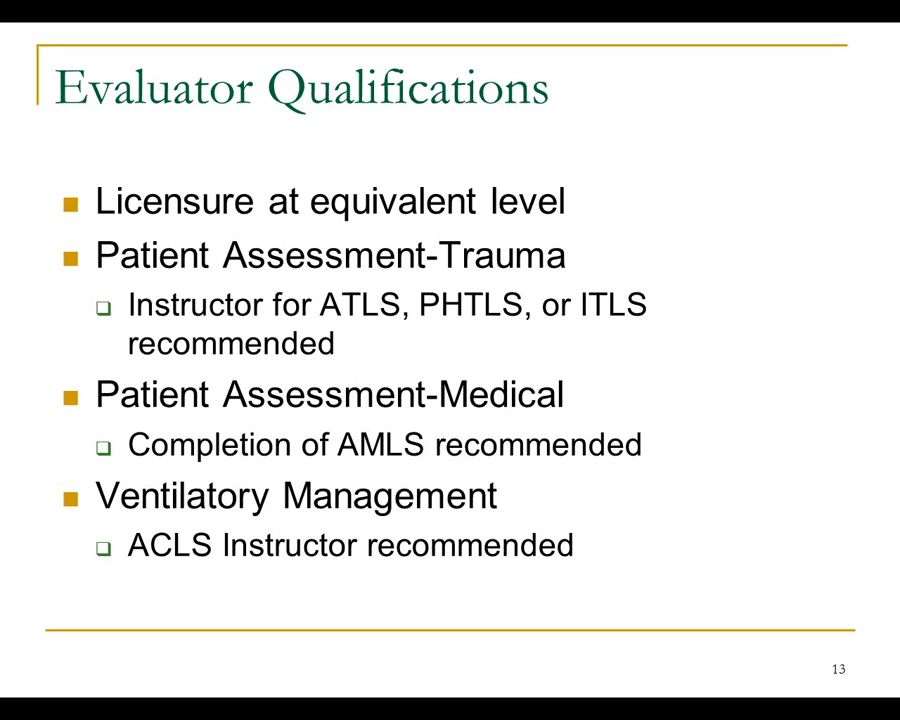 Evaluator Qualifications
Licensure at equivalent level
Patient Assessment-Trauma
Instructor for ATLS, PHTLS, or ITLS
recommended
Patient Assessment-Medical
Completion of AMLS recommended
Ventilatory Management
ACLS Instructor recommended
13